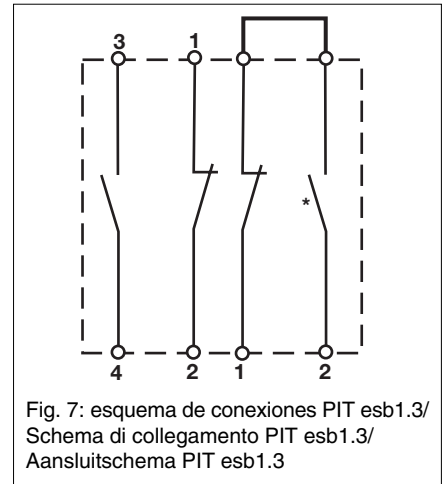 3 1
*
4 2 1 2
Fig. 7: esquema de conexiones PIT esb1.3/
Schema di collegamento PIT esb1.3/
Aansluitschema PIT esb1.3